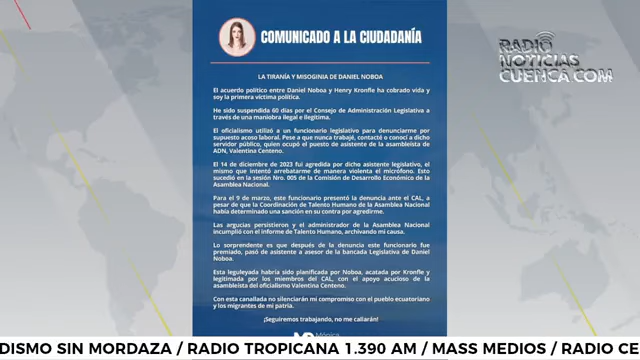 COMUNICADO A LA CIUDADANÍA
RADIO
NOTICIAS
CUENCA.COM
LA TIRANÍA Y MISOGINIA DE DANIEL NOBOA
El acuerdo político entre Daniel Noboa y Henry Kronfle ha cobrado vida y
soy la primera víctima política.
He sido suspendida 60 días por el Consejo de Administración Legislativa a
través de una maniobra ilegal e ilegítima.
El oficialismo utilizó a un funcionario legislativo para denunciarme por
supuesto acoso laboral. Pese a que nunca trabajé, contacté o conocí a dicho
servidor público, quien ocupó el puesto de asistente de la asambleísta de
ADN, Valentina Centeno.
El 14 de diciembre de 2023 fui agredida por dicho asistente legislativo, el
mismo que intentó arrebatarme de manera violenta el micrófono. Esto
sucedió en la sesión Nro. 005 de la Comisión de Desarrollo Económico de la
Asamblea Nacional.
Para el 9 de marzo, este funcionario presentó la denuncia ante el CAL, a
pesar de que la Coordinación de Talento Humano de la Asamblea Nacional
había determinado una sanción en su contra por agredirme.
Las argucias persistieron y el administrador de la Asamblea Nacional
incumplió con el Informe de Talento Humano, archivando mi causa.
Lo sorprendente es que después de la denuncia este funcionario fue
premiado, pasó de asistente a asesor de la bancada Legislativa de Daniel
Noboa.
Esta leguleyada habría sido planificada por Noboa, acatada por Kronfle y
legitimada por los miembros del CAL, con el apoyo acucioso de la
asambleísta del oficialismo Valentina Centeno.
Con esta canallada no silenciarán mi compromiso con el pueblo ecuatoriano
y los migrantes de mi patria.
¡Seguiremos trabajando, no me callarán!
Mónica
DISMO SIN MORDAZA / RADIO TROPICANA 1.390 AM / MASS MEDIOS / RADIO CE